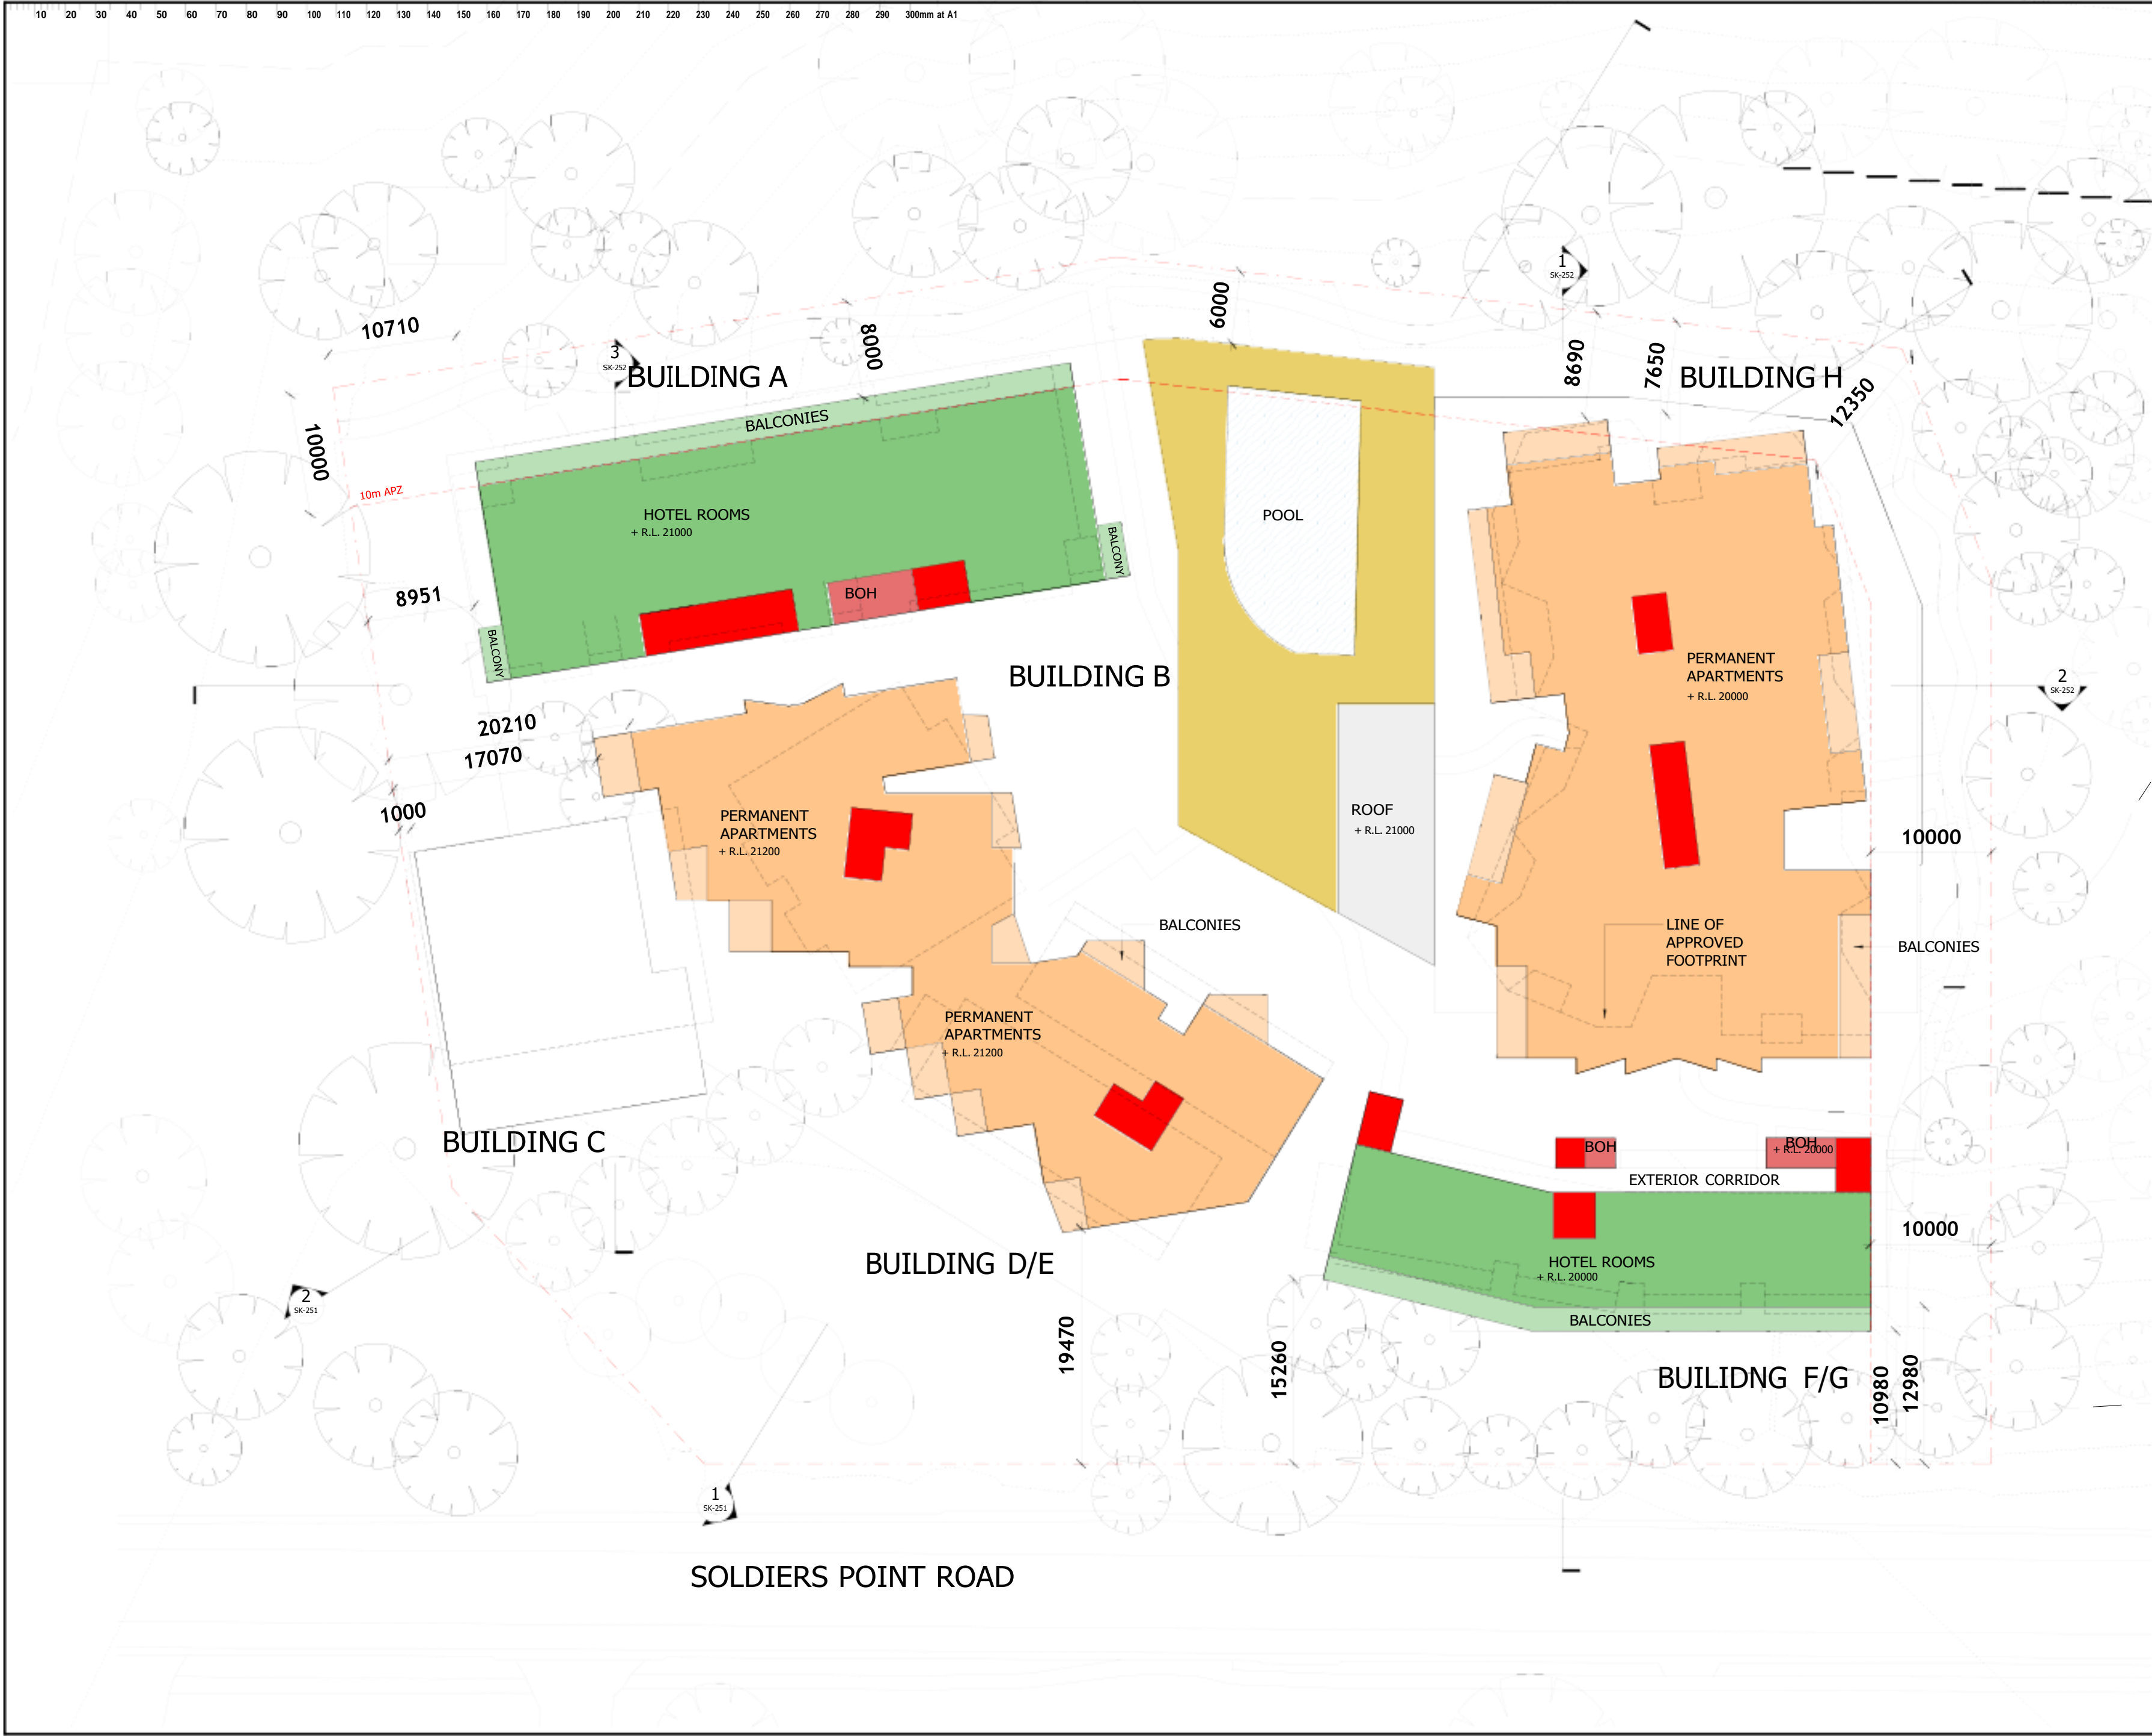 10 20 30 40 50 60 70 80 90 100 110 120 130 140 150 160 170 180 190 200 210 220 230 240 250 260 270 280 290 300mm at A1
1
SK-252
6000
10710
8000
3
SK-252
BUILDING A
8690
7650
BUILDING H
12350
BALCONIES
10000
10m APZ
HOTEL ROOMS
+ R.L. 21000
POOL
BALCONY
8951
BOH
BALCONY
BUILDING B
PERMANENT
APARTMENTS
+ R.L. 20000
2
SK-252
20210
17070
1000
PERMANENT
APARTMENTS
+ R.L. 21200
ROOF
+ R.L. 21000
10000
BALCONIES
LINE OF
APPROVED
FOOTPRINT
BALCONIES
PERMANENT
APARTMENTS
+ R.L. 21200
BUILDING C
BOH
BOH
+ R.L. 20000
EXTERIOR CORRIDOR
10000
BUILDING D/E
HOTEL ROOMS
+ R.L. 20000
2
SK-251
BALCONIES
19470
15260
BUILIDNG F/G
10980
12980
1
SK-251
SOLDIERS POINT ROAD